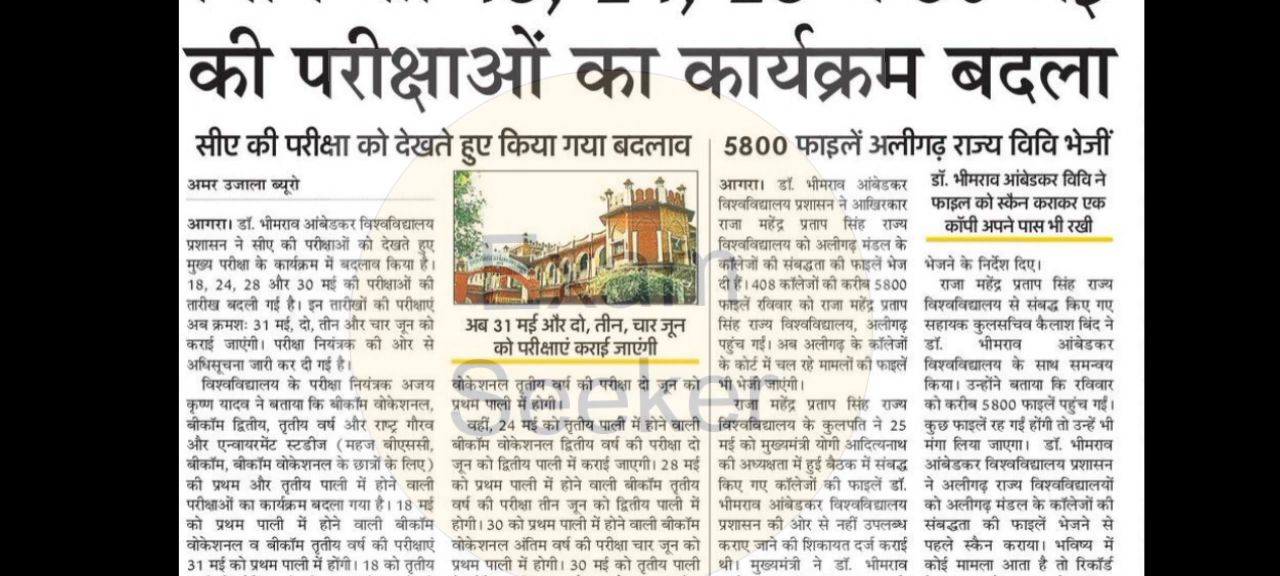 की परीक्षाओं का कार्यक्रम बदला
सीए की परीक्षा को देखते हुए किया गया बदलाव
अमर उजाला ब्यूरो
आगरा। डॉ. भीमराव आंबेडकर विश्वविद्यालय
प्रशासन ने सीए की परीक्षाओं को देखते हुए
मुख्य परीक्षा के कार्यक्रम में बदलाव किया है।
18, 24, 28 और 30 मई की परीक्षाओं की
तारीख बदली गई है। इन तारीखों की परीक्षाएं
अब क्रमशः 31 मई, दो, तीन और चार जून को
कराई जाएंगी। परीक्षा नियंत्रक की ओर से
अधिसूचना जारी कर दी गई है।
विश्वविद्यालय के परीक्षा नियंत्रक अजय
कृष्ण यादव ने बताया कि बीकॉम वोकेशनल,
बीकॉम द्वितीय, तृतीय वर्ष और राष्ट्र गौरव
और एन्वायरमेंट स्टडीज (महज बीएससी,
बीकॉम, बीकॉम वोकेशनल के छात्रों के लिए)
की प्रथम और तृतीय पाली में होने वाली
परीक्षाओं का कार्यक्रम बदला गया है। 18 मई
को प्रथम पाली में होने वाली बीकॉम
वोकेशनल व बीकॉम तृतीय वर्ष की परीक्षाएं
31 मई को प्रथम पाली में होंगी। 18 को तृतीय
अब 31 मई और दो, तीन, चार जून
को परीक्षाएं कराई जाएंगी
वोकेशनल तृतीय वर्ष की परीक्षा दो जून को
प्रथम पाली में होगी।
वहीं, 24 मई को तृतीय पाली में होने वाली
बीकॉम वोकेशनल द्वितीय वर्ष की परीक्षा दो
जून को द्वितीय पाली में कराई जाएगी। 28 मई
को प्रथम पाली में होने वाली बीकॉम तृतीय
वर्ष की परीक्षा तीन जून को द्वितीय पाली में
होगी। 30 को प्रथम पाली में होने वाली बीकॉम
वोकेशनल अंतिम वर्ष की परीक्षा चार जून को
प्रथम पाली में होगी। 30 मई को तृतीय पाली
5800 फाइलें अलीगढ़ राज्य विवि भेजीं
आगरा। डॉ. भीमराव आंबेडकर
विश्वविद्यालय प्रशासन ने आखिरकार
राजा महेंद्र प्रताप सिंह राज्य
विश्वविद्यालय को अलीगढ़ मंडल के
कॉलेजों की संबद्धता की फाइलें भेज
दी हैं। 408 कॉलेजों की करीब 5800
फाइलें रविवार को राजा महेंद्र प्रताप
सिंह राज्य विश्वविद्यालय, अलीगढ़
पहुंच गईं। अब अलीगढ़ के कॉलेजों
के कोर्ट में चल रहे मामलों की फाइलें
भी भेजी जाएंगी।
राजा महेंद्र प्रताप सिंह राज्य
विश्वविद्यालय के कुलपति ने 25
मई को मुख्यमंत्री योगी आदित्यनाथ
की अध्यक्षता में हुई बैठक में संबद्ध
किए गए कॉलेजों की फाइलें डॉ.
भीमराव आंबेडकर विश्वविद्यालय
प्रशासन की ओर से नहीं उपलब्ध
कराए जाने की शिकायत दर्ज कराई
थी। मुख्यमंत्री ने डॉ. भीमराव
डॉ. भीमराव आंबेडकर विवि ने
फाइल को स्कैन कराकर एक
कॉपी अपने पास भी रखी
भेजने के निर्देश दिए।
राजा महेंद्र प्रताप सिंह राज्य
विश्वविद्यालय से संबद्ध किए गए
सहायक कुलसचिव कैलाश बिंद ने
डॉ. भीमराव आंबेडकर
विश्वविद्यालय के साथ समन्वय
किया। उन्होंने बताया कि रविवार
को करीब 5800 फाइलें पहुंच गईं।
कुछ फाइलें रह गई होंगी तो उन्हें भी
मंगा लिया जाएगा। डॉ. भीमराव
आंबेडकर विश्वविद्यालय प्रशासन
ने अलीगढ़ राज्य विश्वविद्यालयों
को अलीगढ़ मंडल के कॉलेजों की
संबद्धता की फाइलें भेजने से
पहले स्कैन कराया। भविष्य में
कोई मामला आता है तो रिकॉर्ड
Exam
Seeker